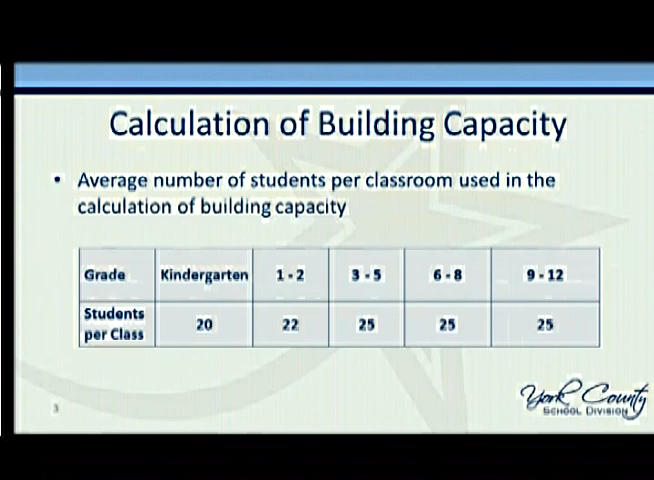 Calculation of Building Capacity
• Average number of students per classroom used in the
calculation of building capacity
Grade Kindergarten 1 - 2 3 - 5 6 - 8 9 - 12
Students
per Class 20 22 25 25 25
3
York County
SCHOOL DIVISION